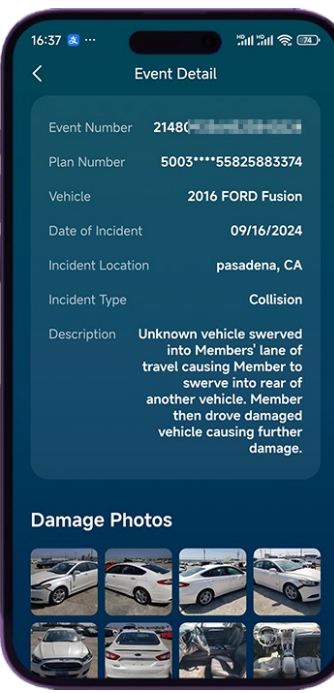 16:37
Event Detail
Event Number 2148
Plan Number 5003****55825883374
Vehicle 2016 FORD Fusion
Date of Incident 09/16/2024
Incident Location pasadena, CA
Incident Type Collision
Description Unknown vehicle swerved
into Members' lane of
travel causing Member to
swerve into rear of
another vehicle. Member
then drove damaged
vehicle causing further
damage.
Damage Photos